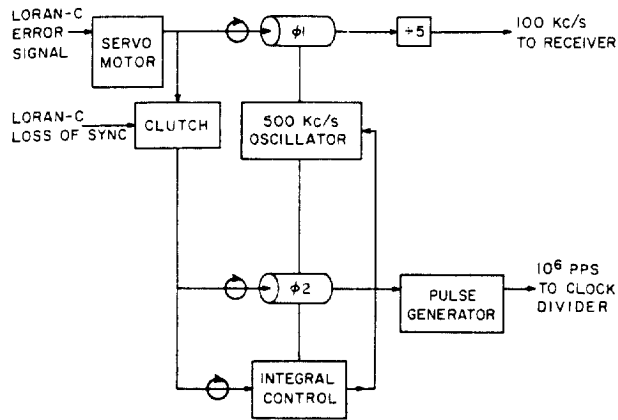 LORAN-C
ERROR
SIGNAL
SERVO
MOTOR
φ1
÷5
100 Kc/s
TO RECEIVER
LORAN-C
LOSS OF SYNC
CLUTCH
500 Kc/s
OSCILLATOR
φ2
PULSE
GENERATOR
10⁶ PPS
TO CLOCK
DIVIDER
INTEGRAL
CONTROL